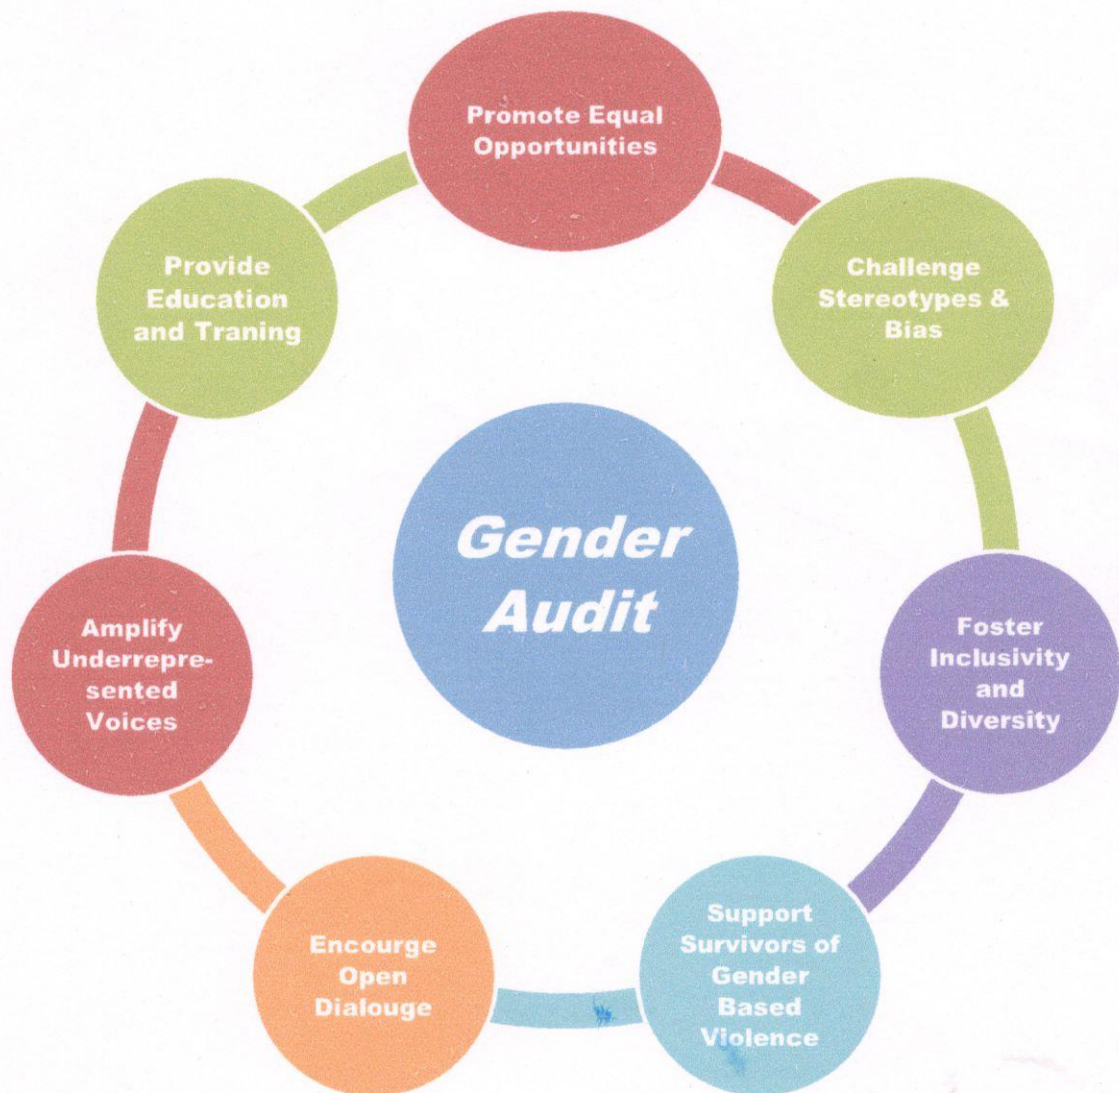 Promote Equal
Opportunities
Challenge
Stereotypes &
Bias
Foster
Inclusivity
and
Diversity
Support
Survivors of
Gender
Based
Violence
Encourge
Open
Dialouge
Amplify
Underrepre-
sented
Voices
Provide
Education
and Traning
Gender
Audit